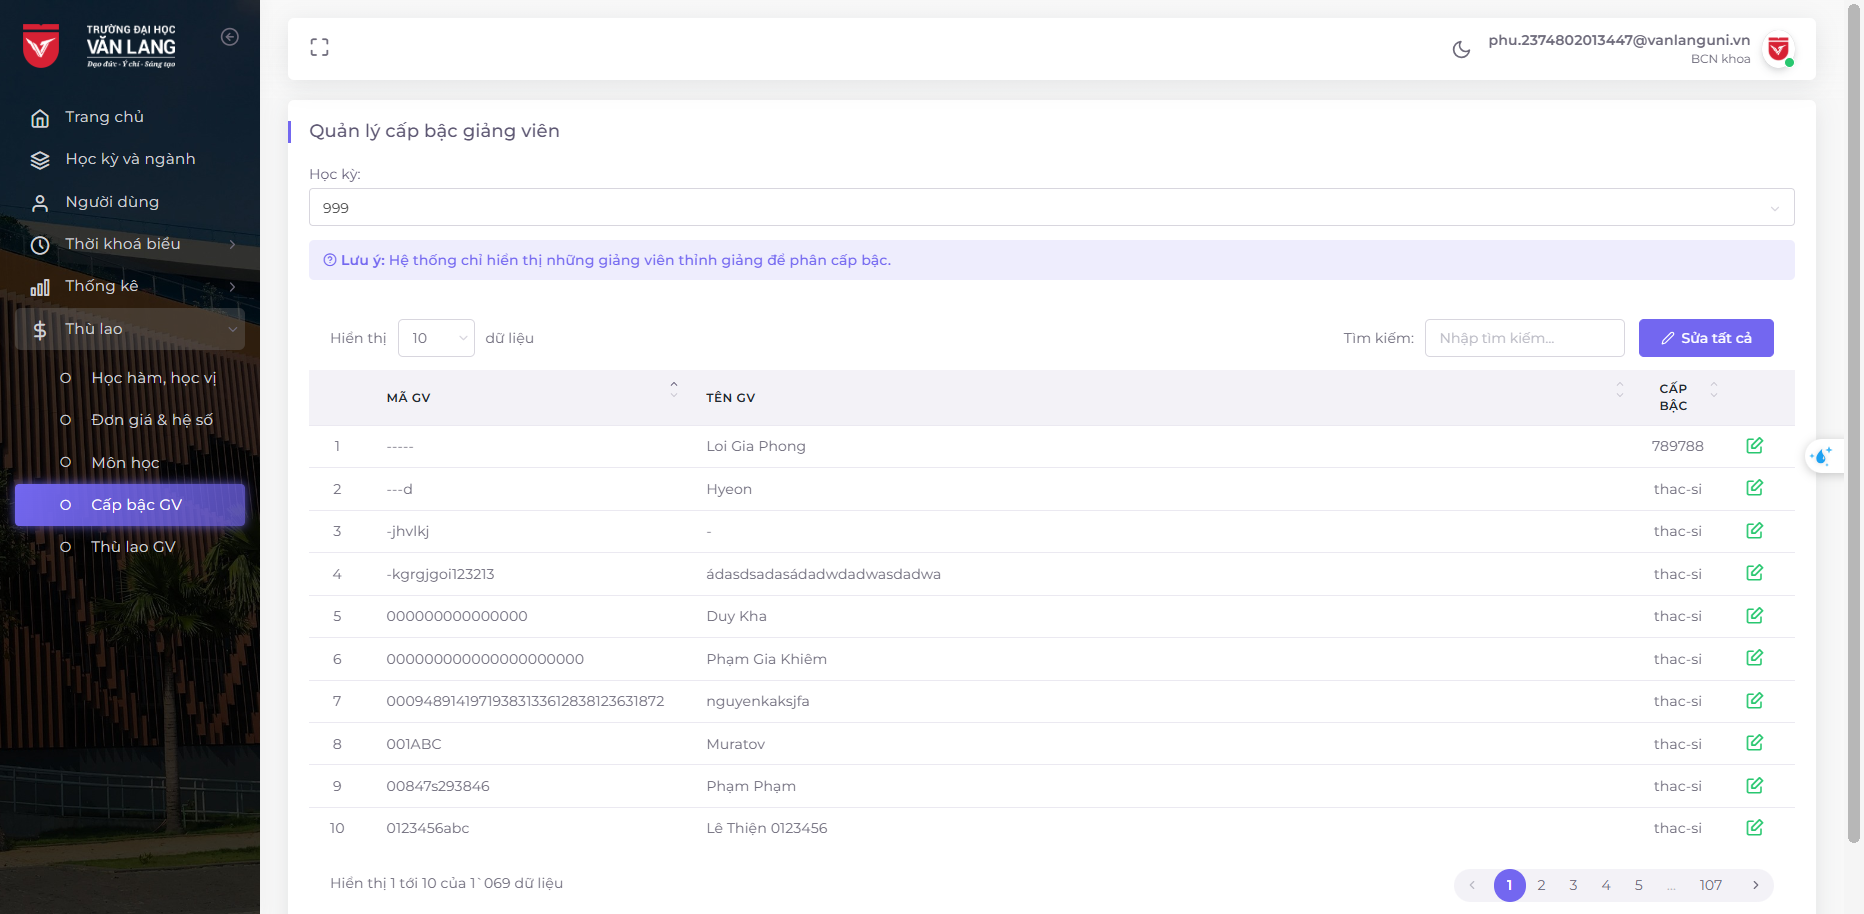 TRƯỜNG ĐẠI HỌC
VĂN LANG
Đạo đức - Ý chí - Sáng tạo
Trang chủ
Học kỳ và ngành
Người dùng
Thời khoá biểu
Thống kê
Thù lao
Học hàm, học vị
Đơn giá & hệ số
Môn học
Cấp bậc GV
Thù lao GV
phu.2374802013447@vanlanguni.vn
BCN khoa
Quản lý cấp bậc giảng viên
Học kỳ:
999
Lưu ý: Hệ thống chỉ hiển thị những giảng viên thỉnh giảng để phân cấp bậc.
Hiển thị 10 dữ liệu
Tìm kiếm: Nhập tìm kiếm... Sửa tất cả
MÃ GV TÊN GV CẤP BẬC
1 ----- Loi Gia Phong 789788
2 ---d Hyeon thac-si
3 -jhvlkj - thac-si
4 -kgrgjgoi123213 ádasdsadasádadwdadwasdadwa thac-si
5 000000000000000 Duy Kha thac-si
6 000000000000000000000 Phạm Gia Khiêm thac-si
7 00094891419719383133612838123631872 nguyenkaksjfa thac-si
8 001ABC Muratov thac-si
9 00847s293846 Phạm Phạm thac-si
10 0123456abc Lê Thiện 0123456 thac-si
Hiển thị 1 tới 10 của 1`069 dữ liệu
1 2 3 4 5 ... 107